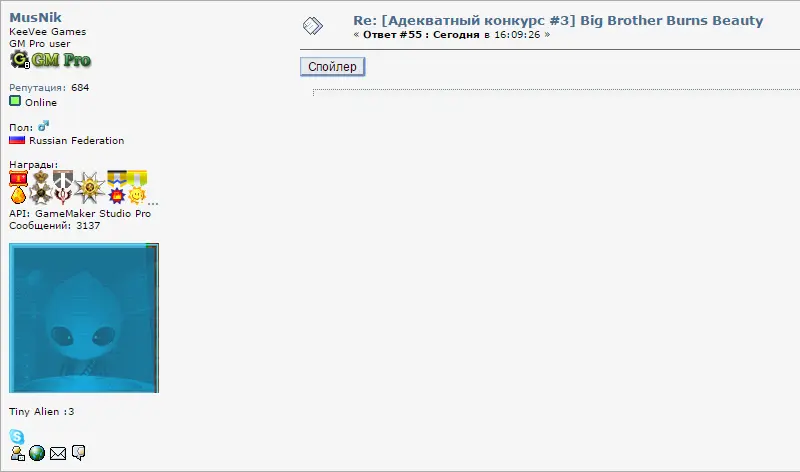 MusNik
KeeVee Games
GM Pro user
G8 GM Pro
Репутация: 684
Online
Пол:
Russian Federation
Награды:
...
API: GameMaker Studio Pro
Сообщений: 3137
Tiny Alien :3
Re: [Адекватный конкурс #3] Big Brother Burns Beauty
« Ответ #55 : Сегодня в 16:09:26 »
Спойлер